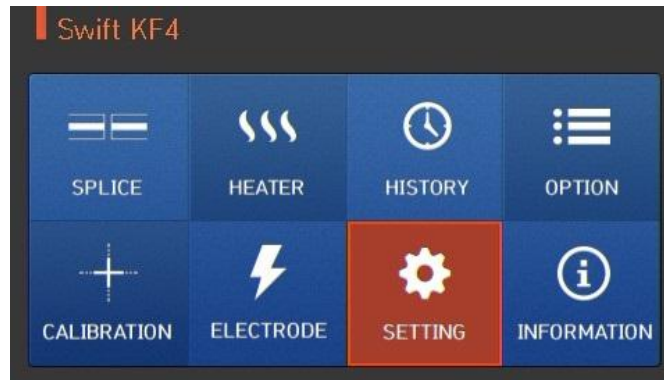 Swift KF4
SPLICE HEATER HISTORY OPTION
CALIBRATION ELECTRODE SETTING INFORMATION